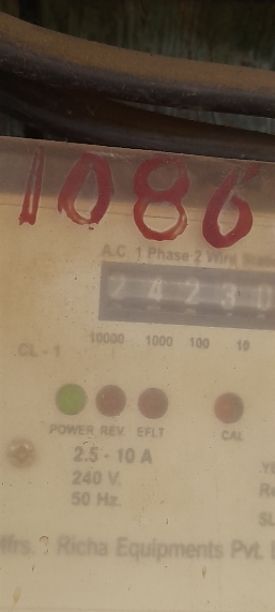 1086
A.C. 1 Phase 2 Wire
2 4 2 3 0
10000 1000 100 10
CL - 1
POWER REV. EFLT CAL
2.5 - 10 A
240 V.
50 Hz.
Mfrs. : Richa Equipments Pvt.